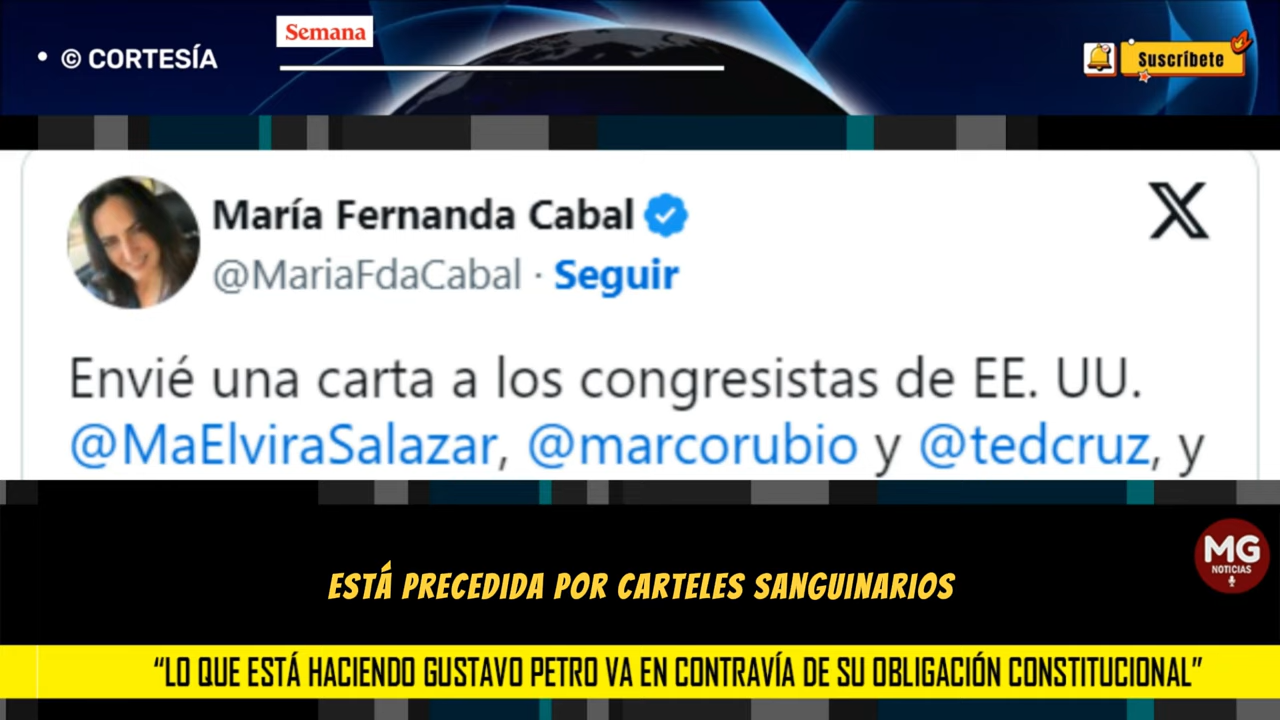 • © CORTESÍA
Semana
Suscríbete
María Fernanda Cabal
X
@MariaFdaCabal · Seguir
Envié una carta a los congresistas de EE. UU.
@MaElviraSalazar, @marcorubio y @tedcruz, y
ESTÁ PRECEDIDA POR CARTELES SANGUINARIOS
MG
NOTICIAS
“LO QUE ESTÁ HACIENDO GUSTAVO PETRO VA EN CONTRAVÍA DE SU OBLIGACIÓN CONSTITUCIONAL”